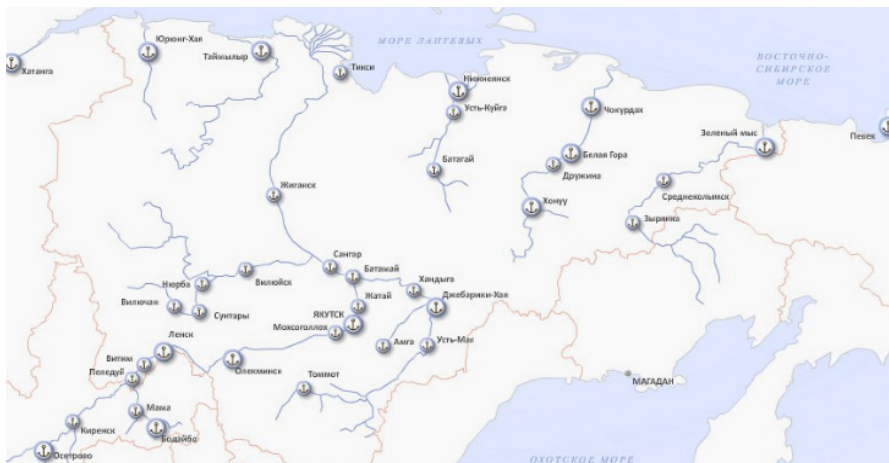 Юрюнг-Хая
Таймылыр
Хатанга
МОРЕ ЛАПТЕВЫХ
Тикси
ВОСТОЧНО-
СИБИРСКОЕ
МОРЕ
Нижнеянск
Усть-Куйга
Чокурдах
Зеленый мыс
Певек
Белая Гора
Батагай
Дружина
Жиганск
Среднеколымск
Хонуу
Зырянка
Сангар
Батамай
Хандыга
Нюрба
Вилюйск
Вилючан
Сунтары
Жатай
Джебарики-Хая
ЯКУТСК
Мохсоголлох
Ленск
Амга
Усть-Мая
Витим
Пеледуй
Олекминск
Томмот
МАГАДАН
Мама
Киренск
Бодайбо
Осетрово
ОХОТСКОЕ МОРЕ